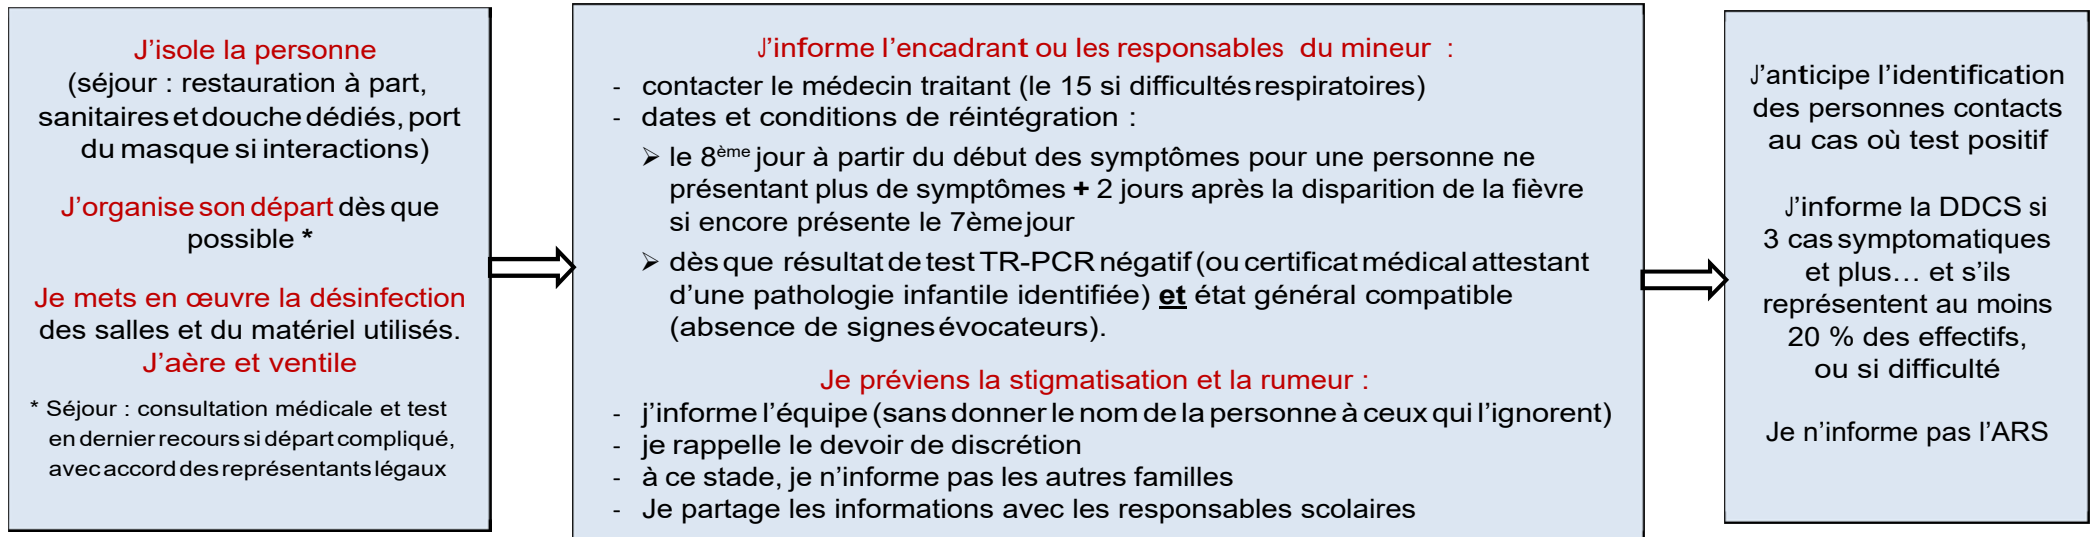 J’isole la personne
(séjour : restauration à part,
sanitaires et douche dédiés, port
du masque si interactions)
J’organise son départ dès que
possible *
Je mets en œuvre la désinfection
des salles et du matériel utilisés.
J’aère et ventile
* Séjour : consultation médicale et test
en dernier recours si départ compliqué,
avec accord des représentants légaux
J’informe l’encadrant ou les responsables du mineur :
- contacter le médecin traitant (le 15 si difficultés respiratoires)
- dates et conditions de réintégration :
➢ le 8ème jour à partir du début des symptômes pour une personne ne
présentant plus de symptômes + 2 jours après la disparition de la fièvre
si encore présente le 7ème jour
➢ dès que résultat de test TR-PCR négatif (ou certificat médical attestant
d’une pathologie infantile identifiée) et état général compatible
(absence de signes évocateurs).
Je préviens la stigmatisation et la rumeur :
- j’informe l’équipe (sans donner le nom de la personne à ceux qui l’ignorent)
- je rappelle le devoir de discrétion
- à ce stade, je n’informe pas les autres familles
- Je partage les informations avec les responsables scolaires
J’anticipe l’identification
des personnes contacts
au cas où test positif
J’informe la DDCS si
3 cas symptomatiques
et plus… et s’ils
représentent au moins
20 % des effectifs,
ou si difficulté
Je n’informe pas l’ARS